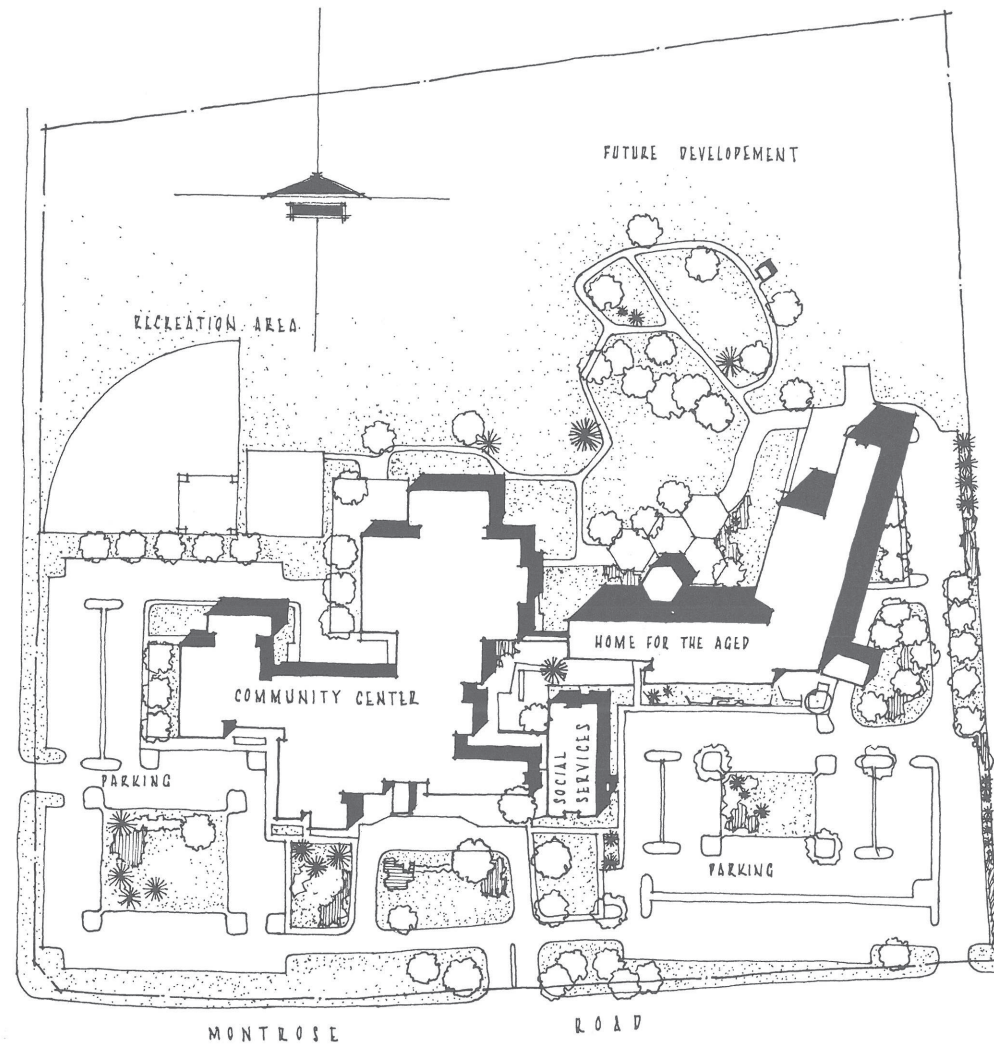 FUTURE DEVELOPEMENT
RECREATION AREA
HOME FOR THE AGED
COMMUNITY CENTER
SOCIAL
SERVICES
PARKING
PARKING
MONTROSE ROAD